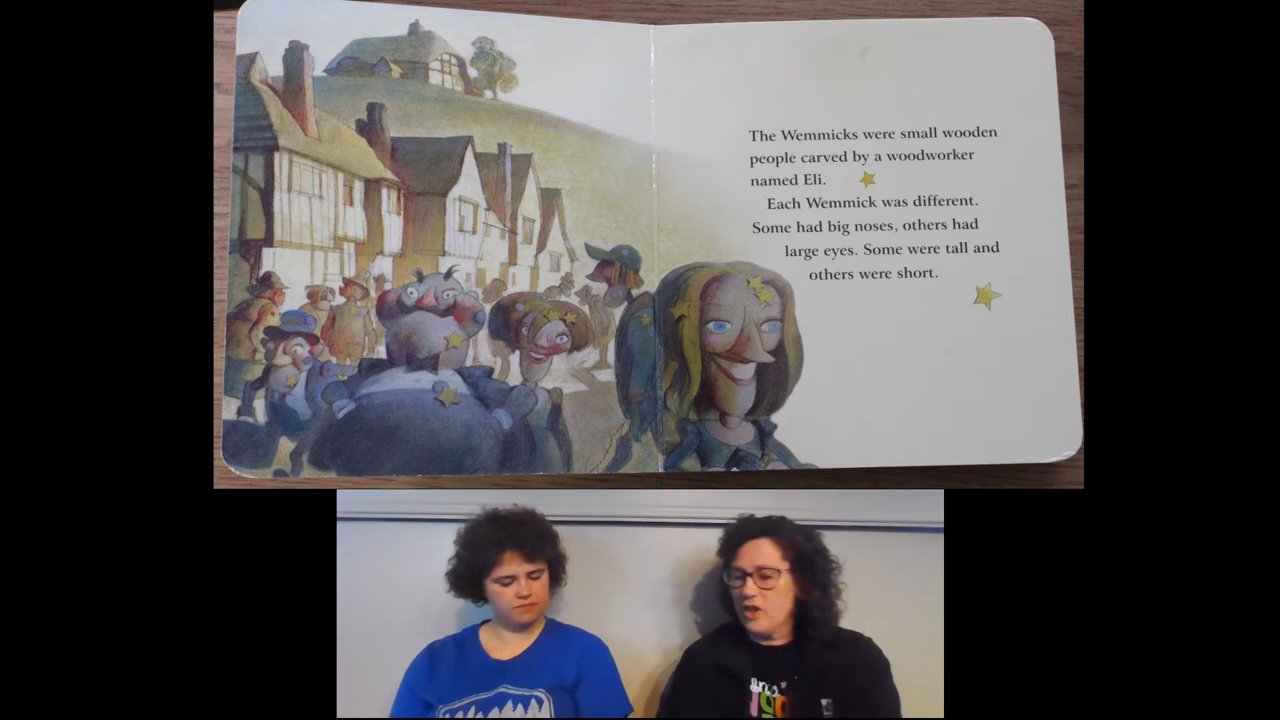 The Wemmicks were small wooden
people carved by a woodworker
named Eli.
Each Wemmick was different.
Some had big noses, others had
large eyes. Some were tall and
others were short.